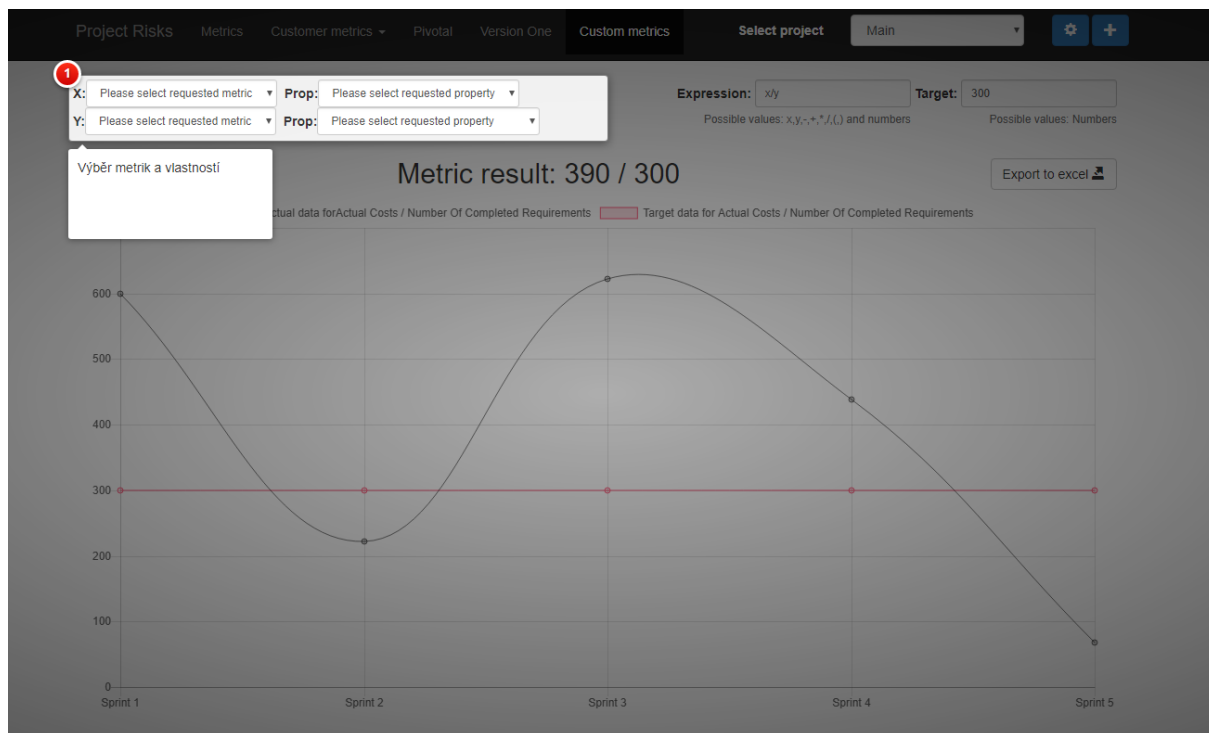 Project Risks Metrics Customer metrics Pivotal Version One Custom metrics Select project Main
1
X: Please select requested metric Prop: Please select requested property Expression: x/y Target: 300
Y: Please select requested metric Prop: Please select requested property Possible values: x,y,-,+,*,/,(,) and numbers Possible values: Numbers
Výběr metrik a vlastností
Metric result: 390 / 300
Export to excel
data forActual Costs / Number Of Completed Requirements Target data for Actual Costs / Number Of Completed Requirements
600
500
400
300
200
100
0
Sprint 1 Sprint 2 Sprint 3 Sprint 4 Sprint 5